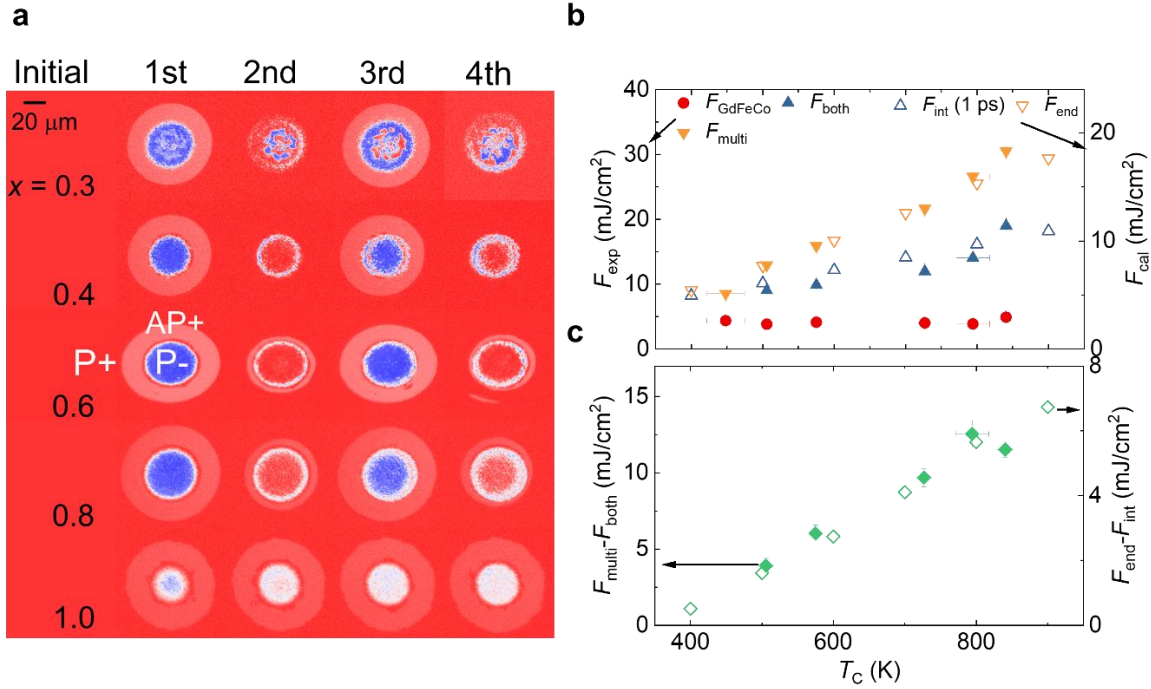 a
Initial 1st 2nd 3rd 4th
20 μm
x = 0.3
0.4
AP+
P+ P-
0.6
0.8
1.0
b
F_GdFeCo F_both F_int (1 ps) F_end
F_multi
40
30
20
10
0
F_exp (mJ/cm²)
20
10
0
F_cal (mJ/cm²)
c
15
10
5
0
F_multi-F_both (mJ/cm²)
8
4
0
F_end-F_int (mJ/cm²)
400 600 800
T_C (K)